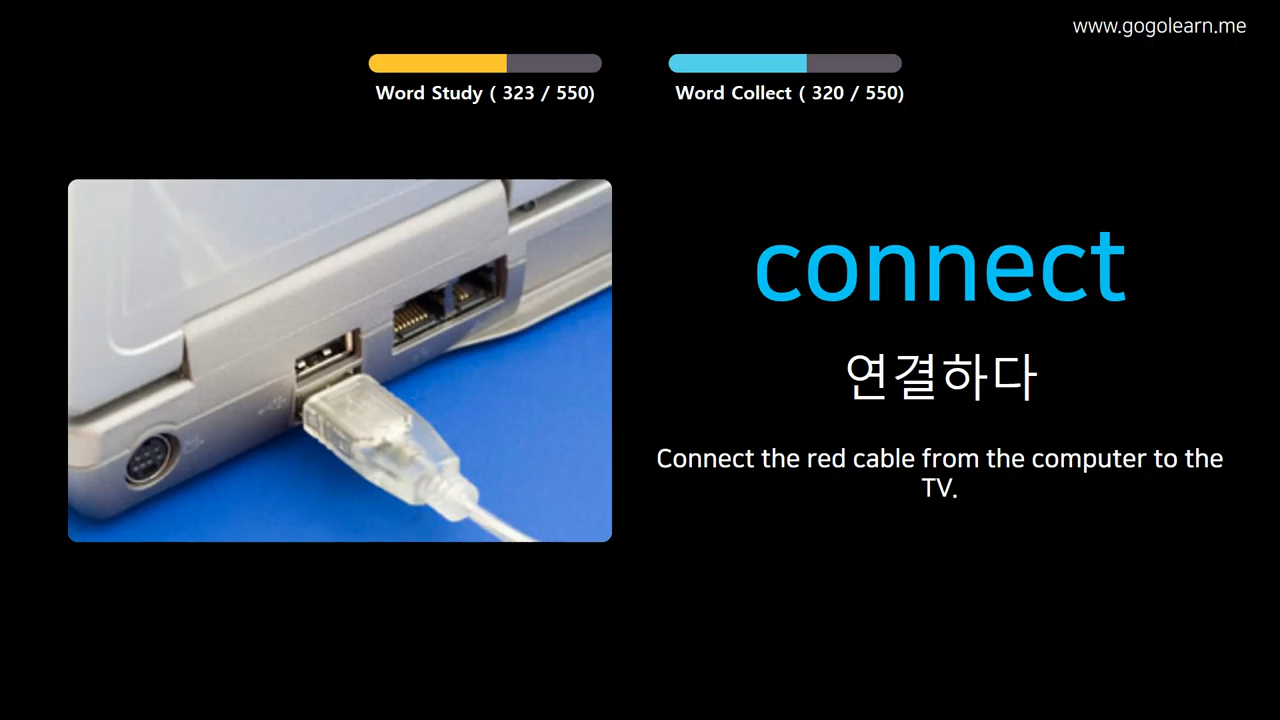 www.gogolearn.me
Word Study ( 323 / 550)
Word Collect ( 320 / 550)
connect
연결하다
Connect the red cable from the computer to the
TV.